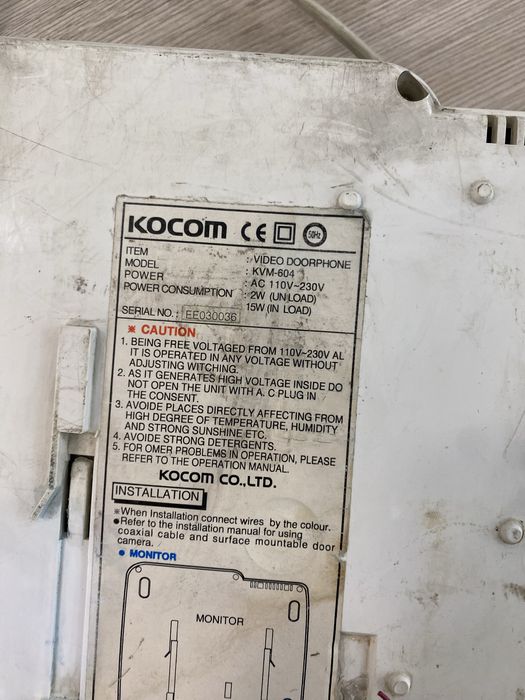 KOCOM CE 50Hz
ITEM : VIDEO DOORPHONE
MODEL : KVM-604
POWER : AC 110V~230V
POWER CONSUMPTION : 2W (UN LOAD)
15W (IN LOAD)
SERIAL NO. : EE030036
※ CAUTION
1. BEING FREE VOLTAGED FROM 110V~230V AL
IT IS OPERATED IN ANY VOLTAGE WITHOUT
ADJUSTING WITCHING.
2. AS IT GENERATES HIGH VOLTAGE INSIDE DO
NOT OPEN THE UNIT WITH A. C PLUG IN
THE CONSENT.
3. AVOIDE PLACES DIRECTLY AFFECTING FROM
HIGH DEGREE OF TEMPERATURE, HUMIDITY
AND STRONG SUNSHINE ETC.
4. AVOIDE STRONG DETERGENTS.
5. FOR OMER PROBLEMS IN OPERATION, PLEASE
REFER TO THE OPERATION MANUAL.
KOCOM CO.,LTD.
INSTALLATION
※When Installation connect wires by the colour.
●Refer to the installation manual for using
coaxial cable and surface mountable door
camera.
● MONITOR
MONITOR